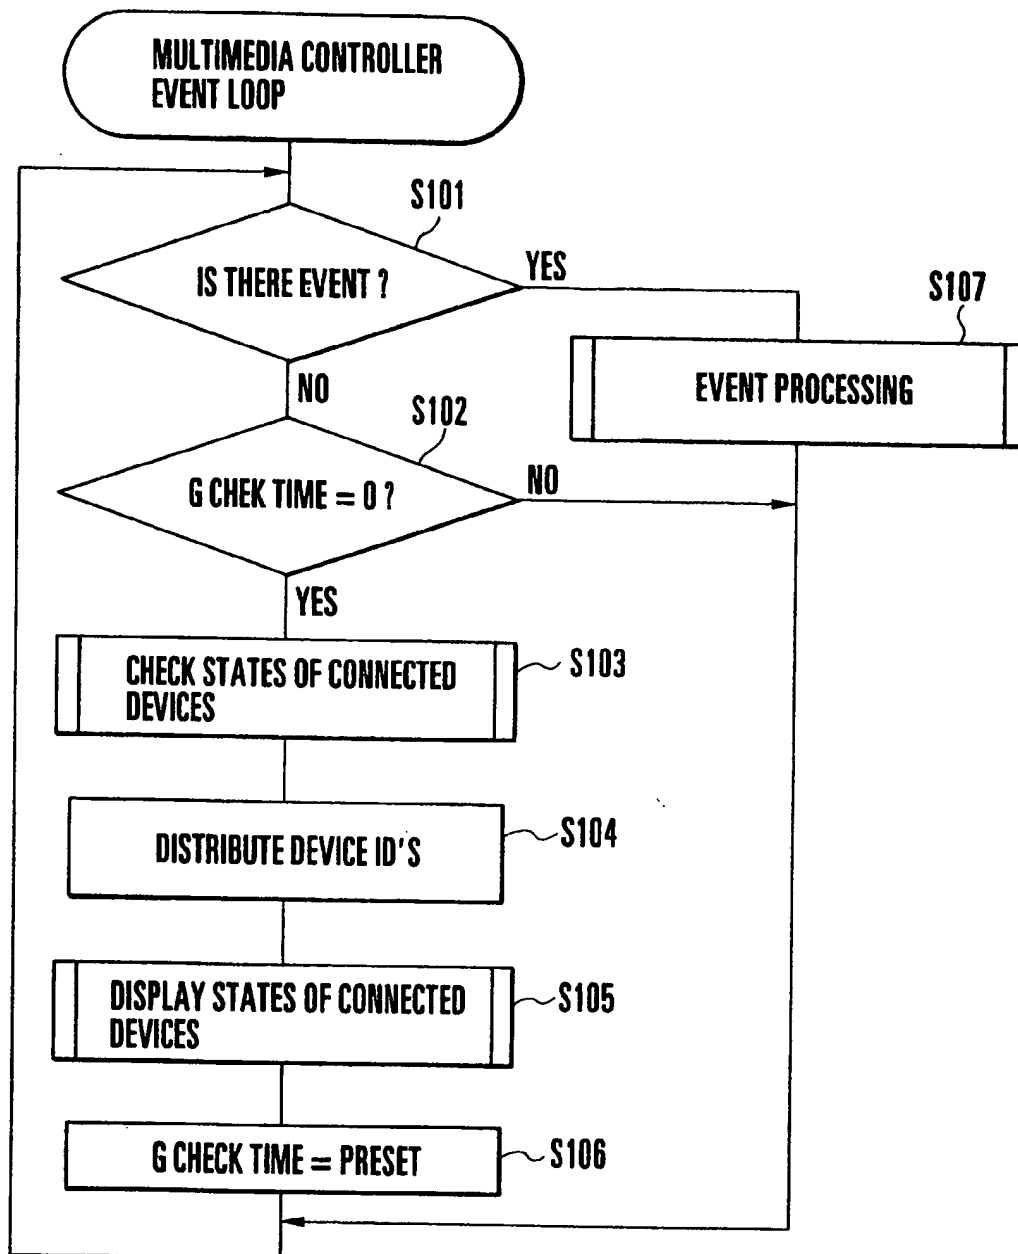 MULTIMEDIA CONTROLLER
EVENT LOOP
S101
IS THERE EVENT ?
YES
S107
EVENT PROCESSING
NO
S102
G CHEK TIME = 0 ?
NO
YES
CHECK STATES OF CONNECTED
DEVICES
S103
DISTRIBUTE DEVICE ID'S
S104
DISPLAY STATES OF CONNECTED
DEVICES
S105
G CHECK TIME = PRESET
S106